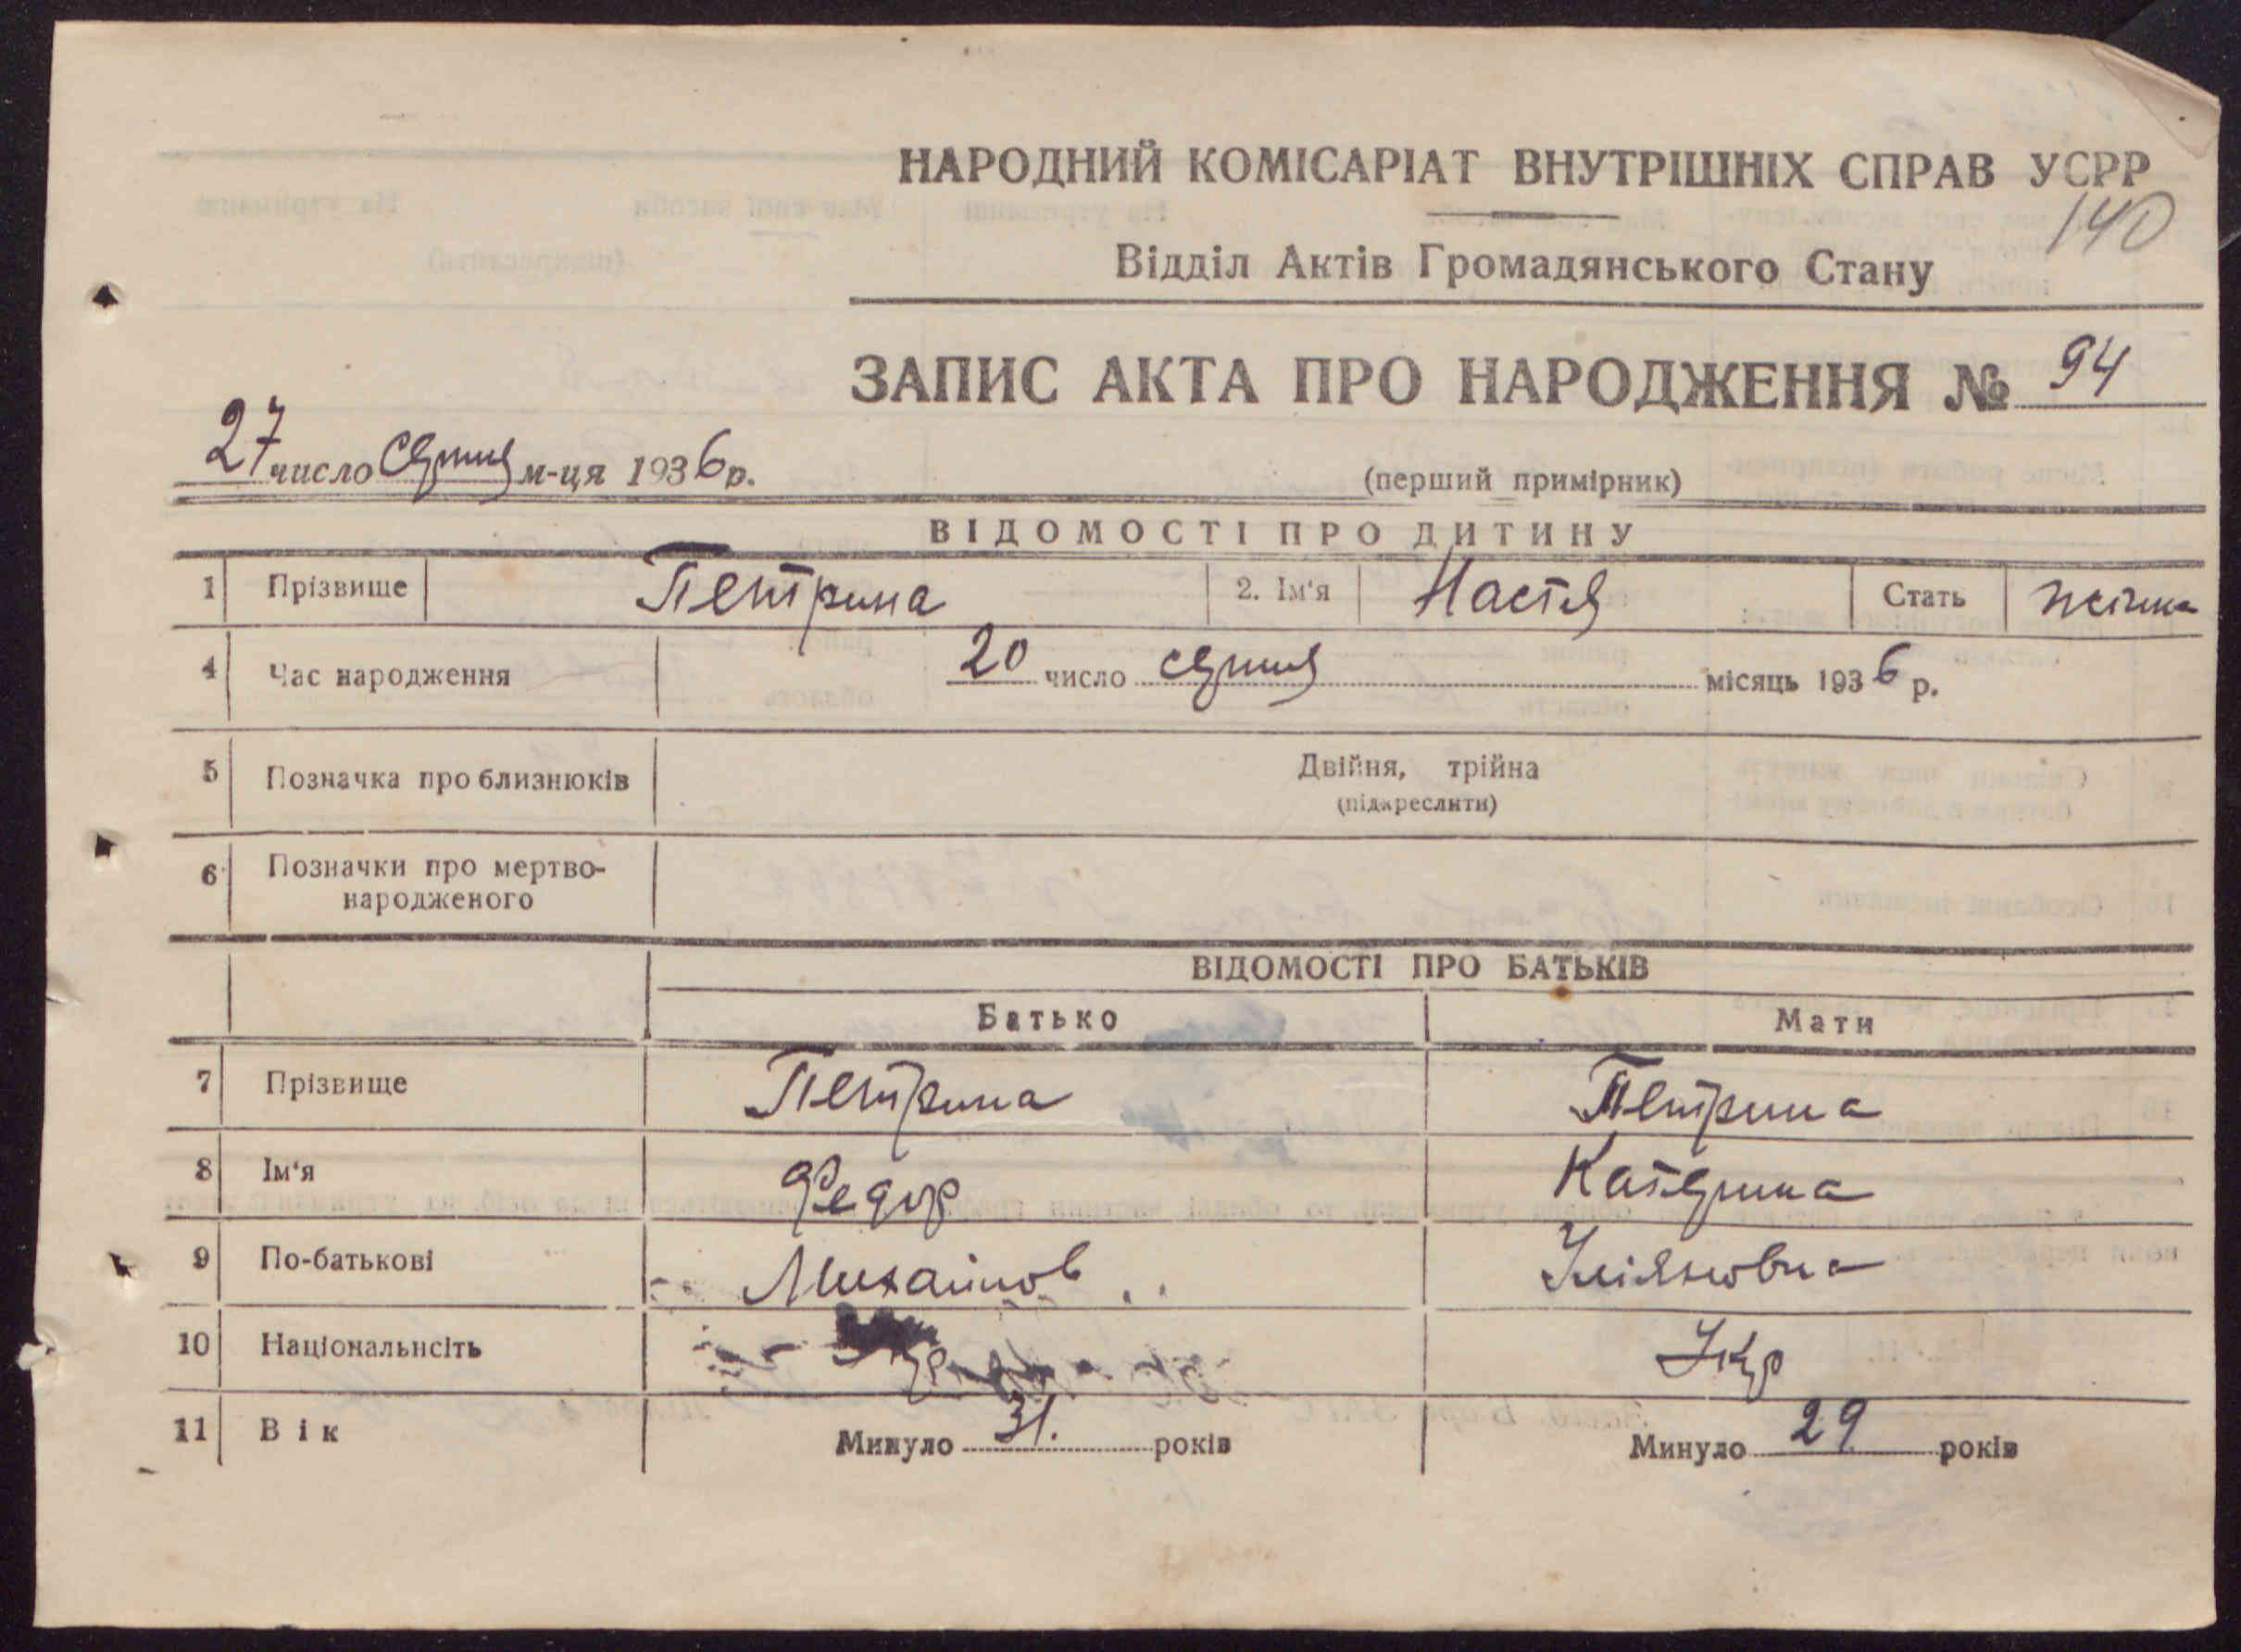 НАРОДНИЙ КОМІСАРІАТ ВНУТРІШНІХ СПРАВ УСРР
140
Відділ Актів Громадянського Стану
ЗАПИС АКТА ПРО НАРОДЖЕННЯ № 94
27 число серпня м-ця 1936 р.
(перший примірник)
ВІДОМОСТІ ПРО ДИТИНУ
1 Прізвище Петрина 2. Ім'я Настя Стать жіноча
4 Час народження 20 число серпня місяць 1936 р.
5 Позначка про близнюків Двійня, трійна
(підкреслити)
6 Позначки про мертво-
народженого
ВІДОМОСТІ ПРО БАТЬКІВ
Батько Мати
7 Прізвище Петрина Петрина
8 Ім'я Федор Катерина
9 По-батькові Михайлов Уліяновна
10 Національнсіть Укр
11 Вік Минуло 31. років Минуло 29 років